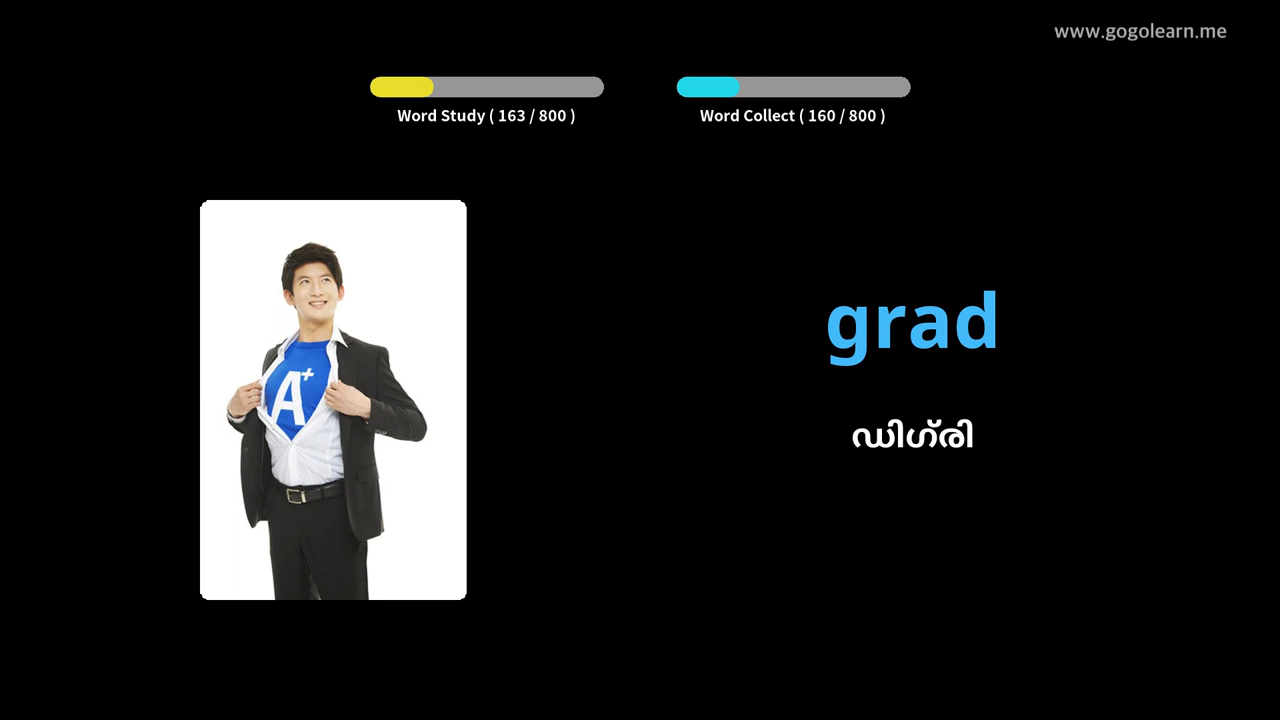 www.gogolearn.me
Word Study ( 163 / 800 )
Word Collect ( 160 / 800 )
A+
grad
ഡിഗ്രി